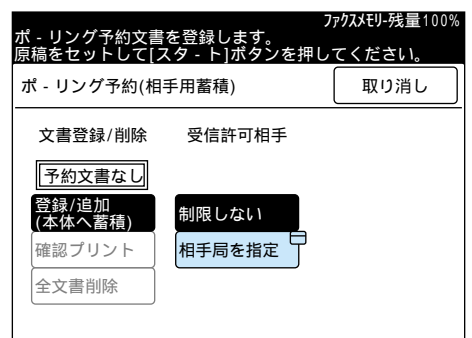 ﾌｧｸｽﾒﾓﾘｰ残量100%
ポ - リング予約文書を登録します。
原稿をセットして[スタ - ト]ボタンを押してください。
ポ - リング予約(相手用蓄積)
取り消し
文書登録/削除
受信許可相手
予約文書なし
登録/追加
(本体へ蓄積)
制限しない
確認プリント
相手局を指定
全文書削除